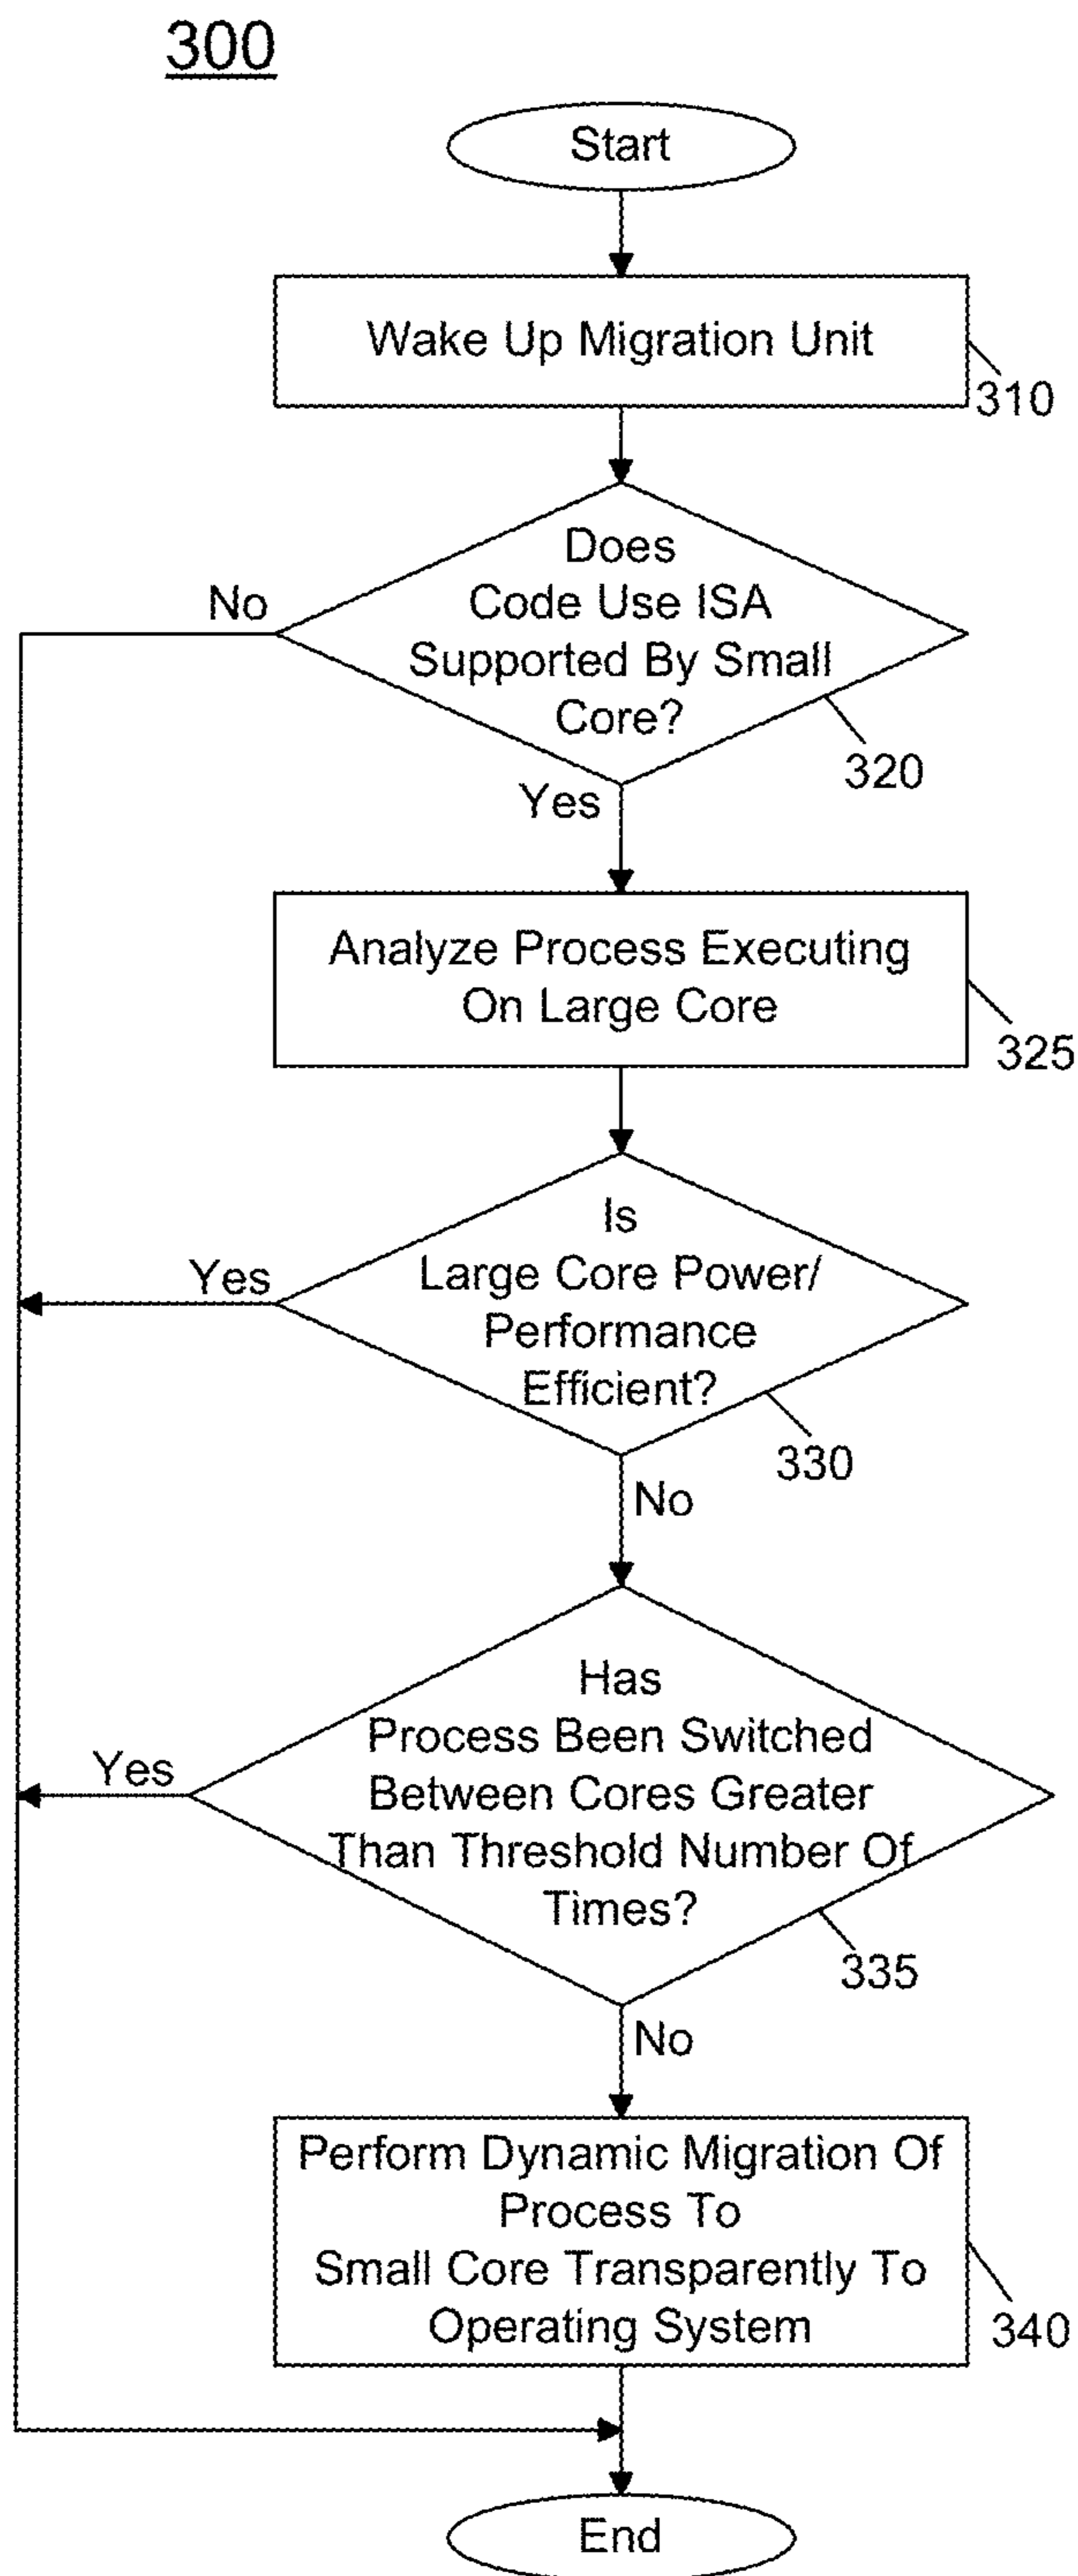 300
Start
Wake Up Migration Unit
310
Does
Code Use ISA
Supported By Small
Core?
No
320
Yes
Analyze Process Executing
On Large Core
325
Is
Large Core Power/
Performance
Efficient?
Yes
330
No
Has
Process Been Switched
Between Cores Greater
Than Threshold Number Of
Times?
Yes
335
No
Perform Dynamic Migration Of
Process To
Small Core Transparently To
Operating System
340
End